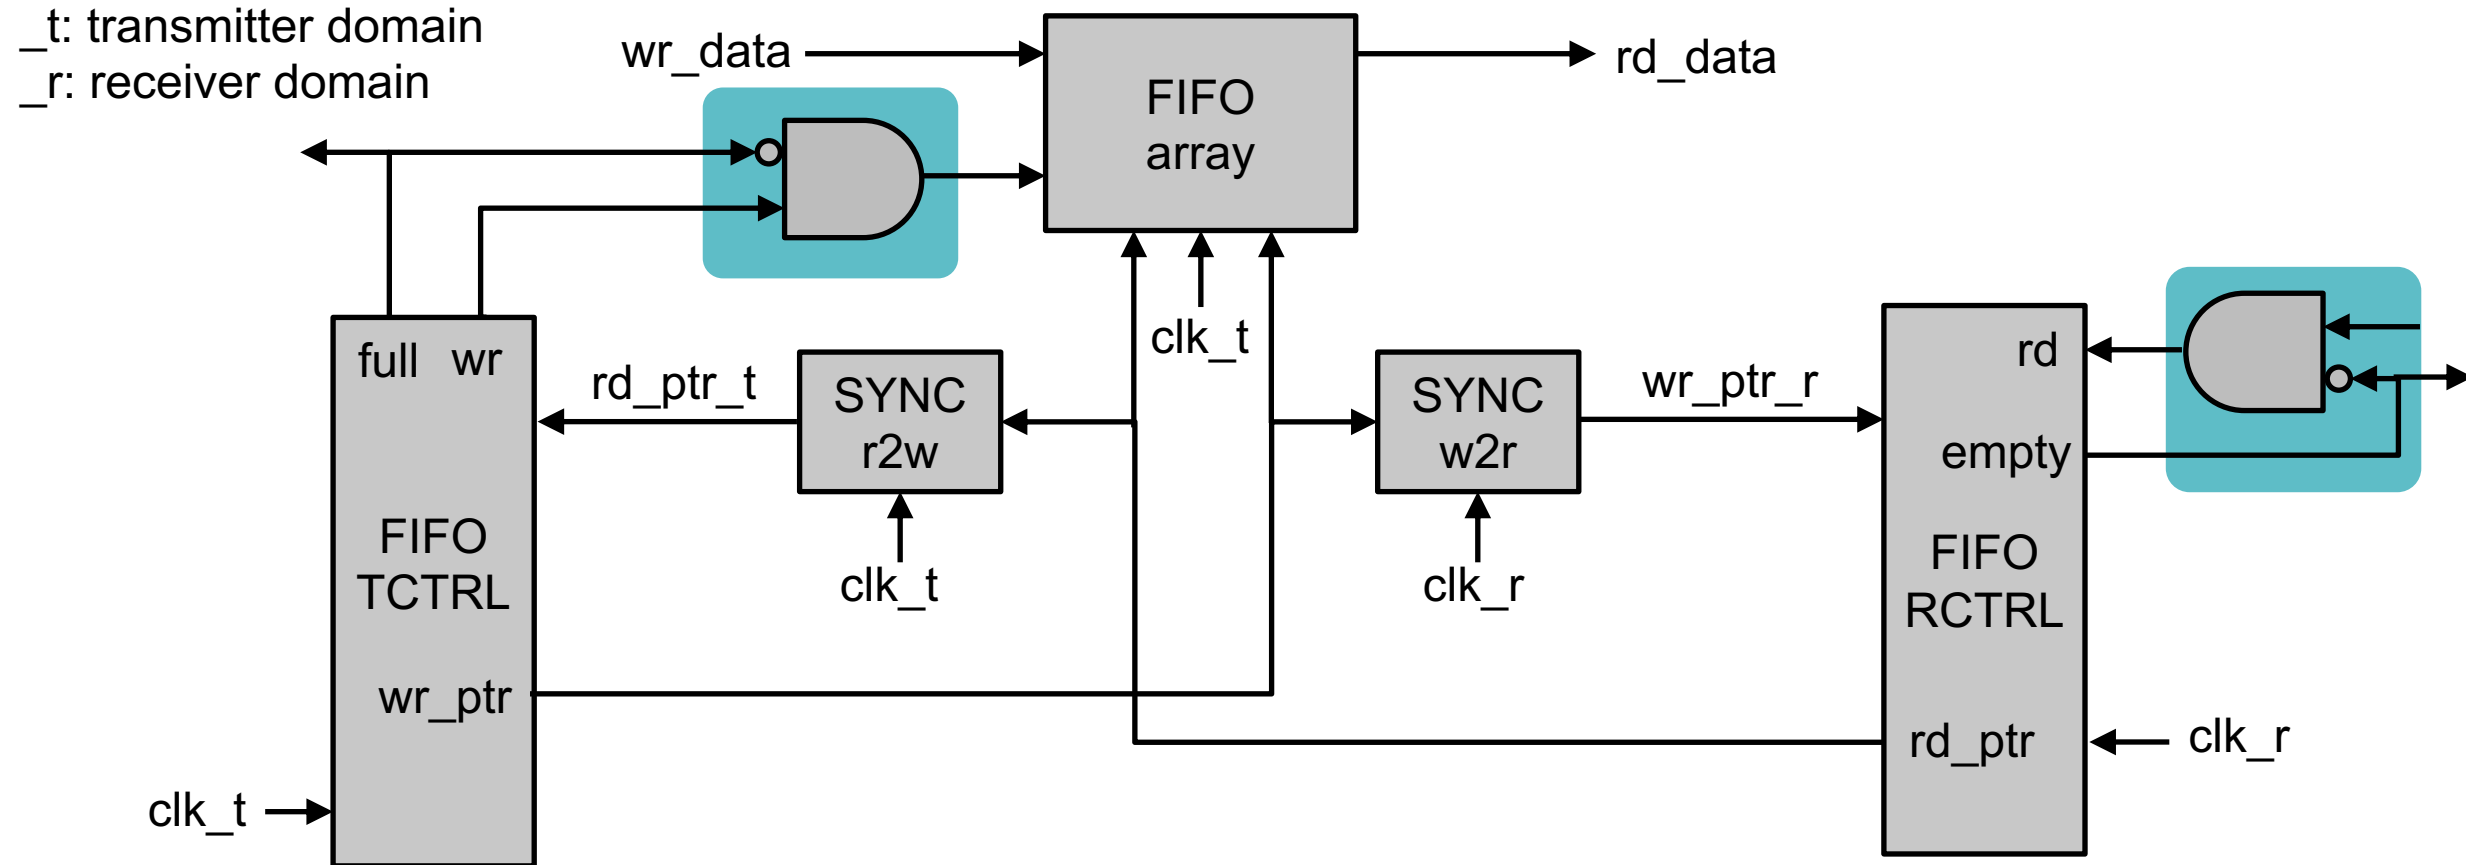 _t: transmitter domain
_r: receiver domain
wr_data
FIFO
array
rd_data
clk_t
full
wr
rd_ptr_t
SYNC
r2w
clk_t
SYNC
w2r
clk_r
wr_ptr_r
rd
empty
FIFO
TCTRL
FIFO
RCTRL
wr_ptr
rd_ptr
clk_r
clk_t